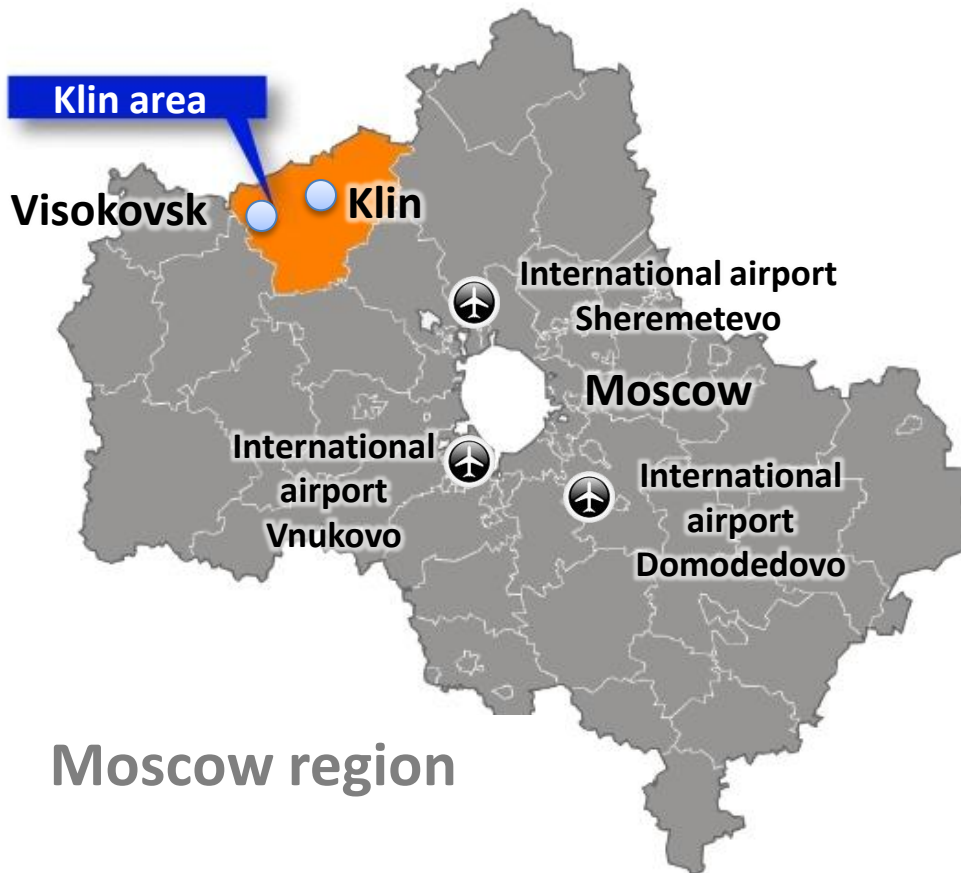 Klin area
Visokovsk
Klin
International airport
Sheremetevo
Moscow
International
airport
Vnukovo
International
airport
Domodedovo
Moscow region